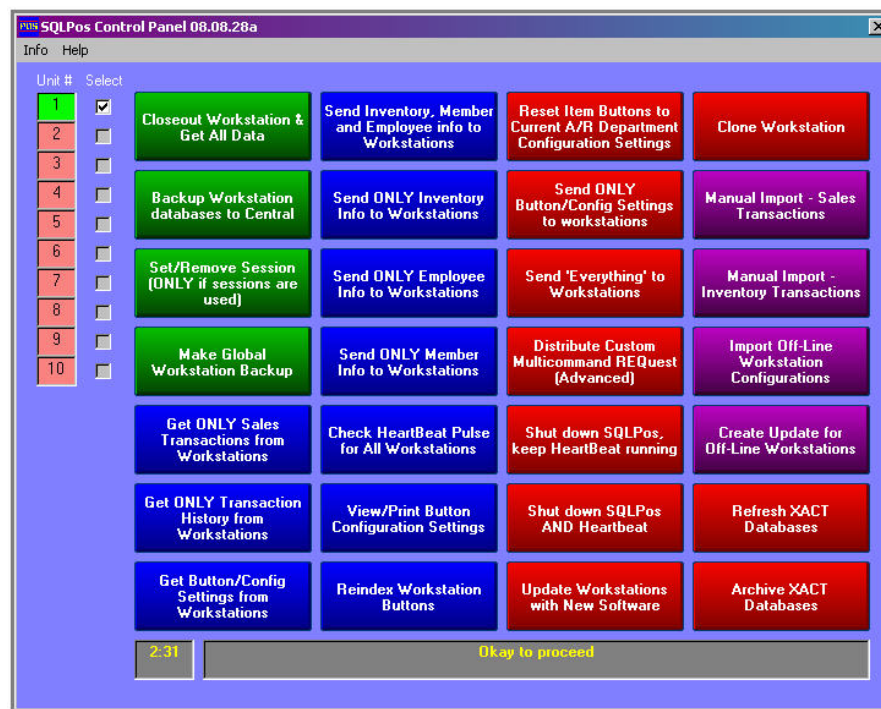 POS SQLPos Control Panel 08.08.28a
Info Help
Unit # Select
1
2
3
4
5
6
7
8
9
10
Closeout Workstation &
Get All Data
Send Inventory, Member
and Employee info to
Workstations
Reset Item Buttons to
Current A/R Department
Configuration Settings
Clone Workstation
Backup Workstation
databases to Central
Send ONLY Inventory
Info to Workstations
Send ONLY
Button/Config Settings
to workstations
Manual Import - Sales
Transactions
Set/Remove Session
(ONLY if sessions are
used)
Send ONLY Employee
Info to Workstations
Send 'Everything' to
Workstations
Manual Import -
Inventory Transactions
Make Global
Workstation Backup
Send ONLY Member
Info to Workstations
Distribute Custom
Multicommand REQuest
(Advanced)
Import Off-Line
Workstation
Configurations
Get ONLY Sales
Transactions from
Workstations
Check HeartBeat Pulse
for All Workstations
Shut down SQLPos,
keep HeartBeat running
Create Update for
Off-Line Workstations
Get ONLY Transaction
History from
Workstations
View/Print Button
Configuration Settings
Shut down SQLPos
AND Heartbeat
Refresh XACT
Databases
Get Button/Config
Settings from
Workstations
Reindex Workstation
Buttons
Update Workstations
with New Software
Archive XACT
Databases
2:31
Okay to proceed